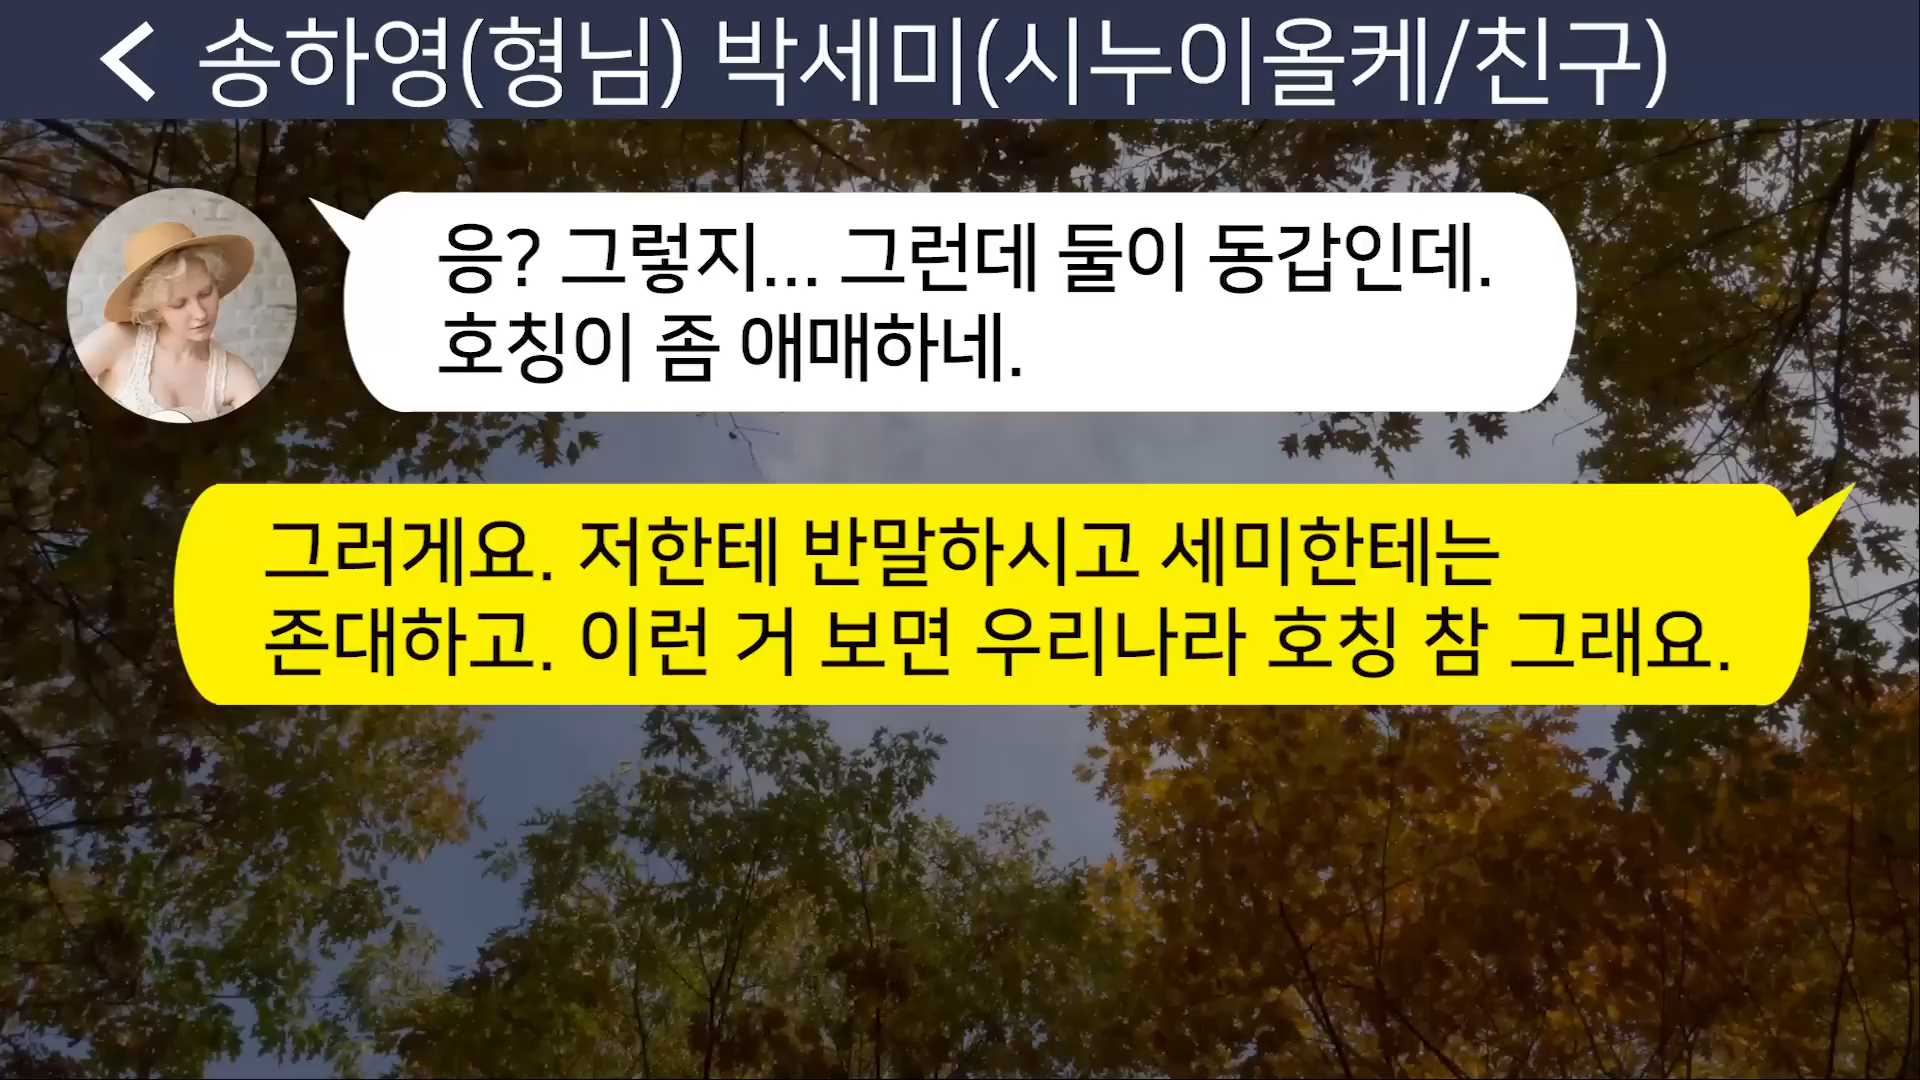 송하영(형님) 박세미(시누이올케/친구)
응? 그렇지... 그런데 둘이 동갑인데.
호칭이 좀 애매하네.
그러게요. 저한테 반말하시고 세미한테는
존대하고. 이런 거 보면 우리나라 호칭 참 그래요.